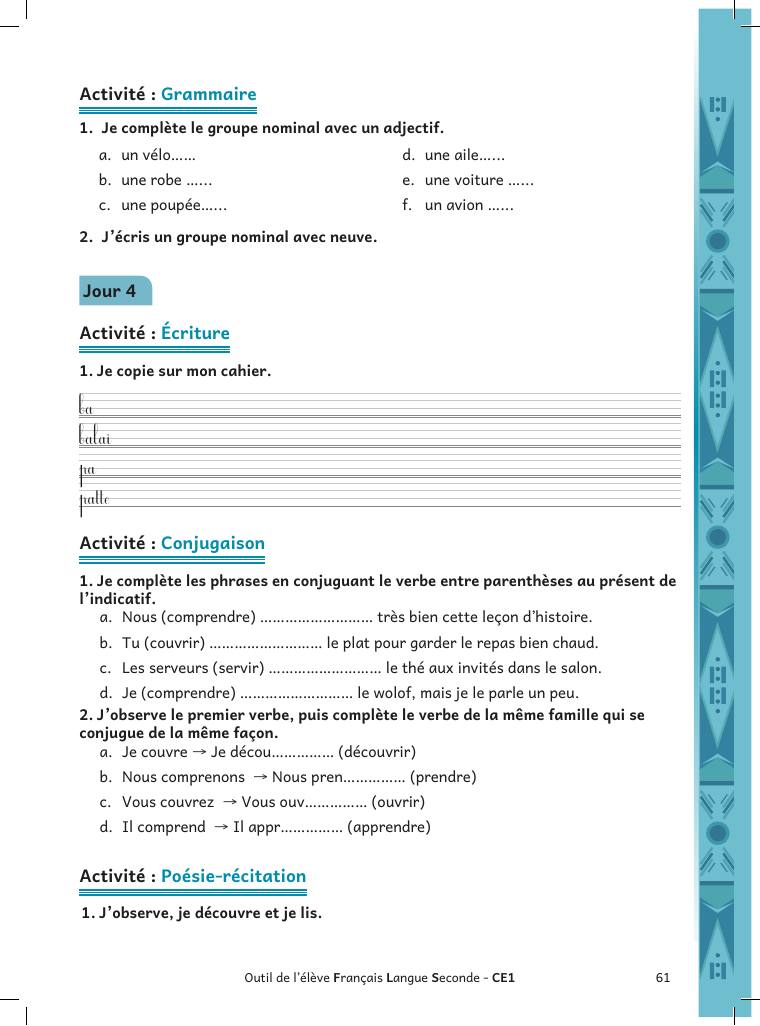 Activité : Grammaire
1. Je complète le groupe nominal avec un adjectif.
a. un vélo......
d. une aile......
b. une robe ......
e. une voiture ......
c. une poupée......
f. un avion ......
2. J’écris un groupe nominal avec neuve.
Jour 4
Activité : Écriture
1. Je copie sur mon cahier.
ba
balai
pa
patte
Activité : Conjugaison
1. Je complète les phrases en conjuguant le verbe entre parenthèses au présent de
l’indicatif.
a. Nous (comprendre) ........................... très bien cette leçon d’histoire.
b. Tu (couvrir) ........................... le plat pour garder le repas bien chaud.
c. Les serveurs (servir) ........................... le thé aux invités dans le salon.
d. Je (comprendre) ........................... le wolof, mais je le parle un peu.
2. J’observe le premier verbe, puis complète le verbe de la même famille qui se
conjugue de la même façon.
a. Je couvre → Je décou............... (découvrir)
b. Nous comprenons → Nous pren............... (prendre)
c. Vous couvrez → Vous ouv............... (ouvrir)
d. Il comprend → Il appr............... (apprendre)
Activité : Poésie-récitation
1. J’observe, je découvre et je lis.
Outil de l’élève Français Langue Seconde - CE1
61